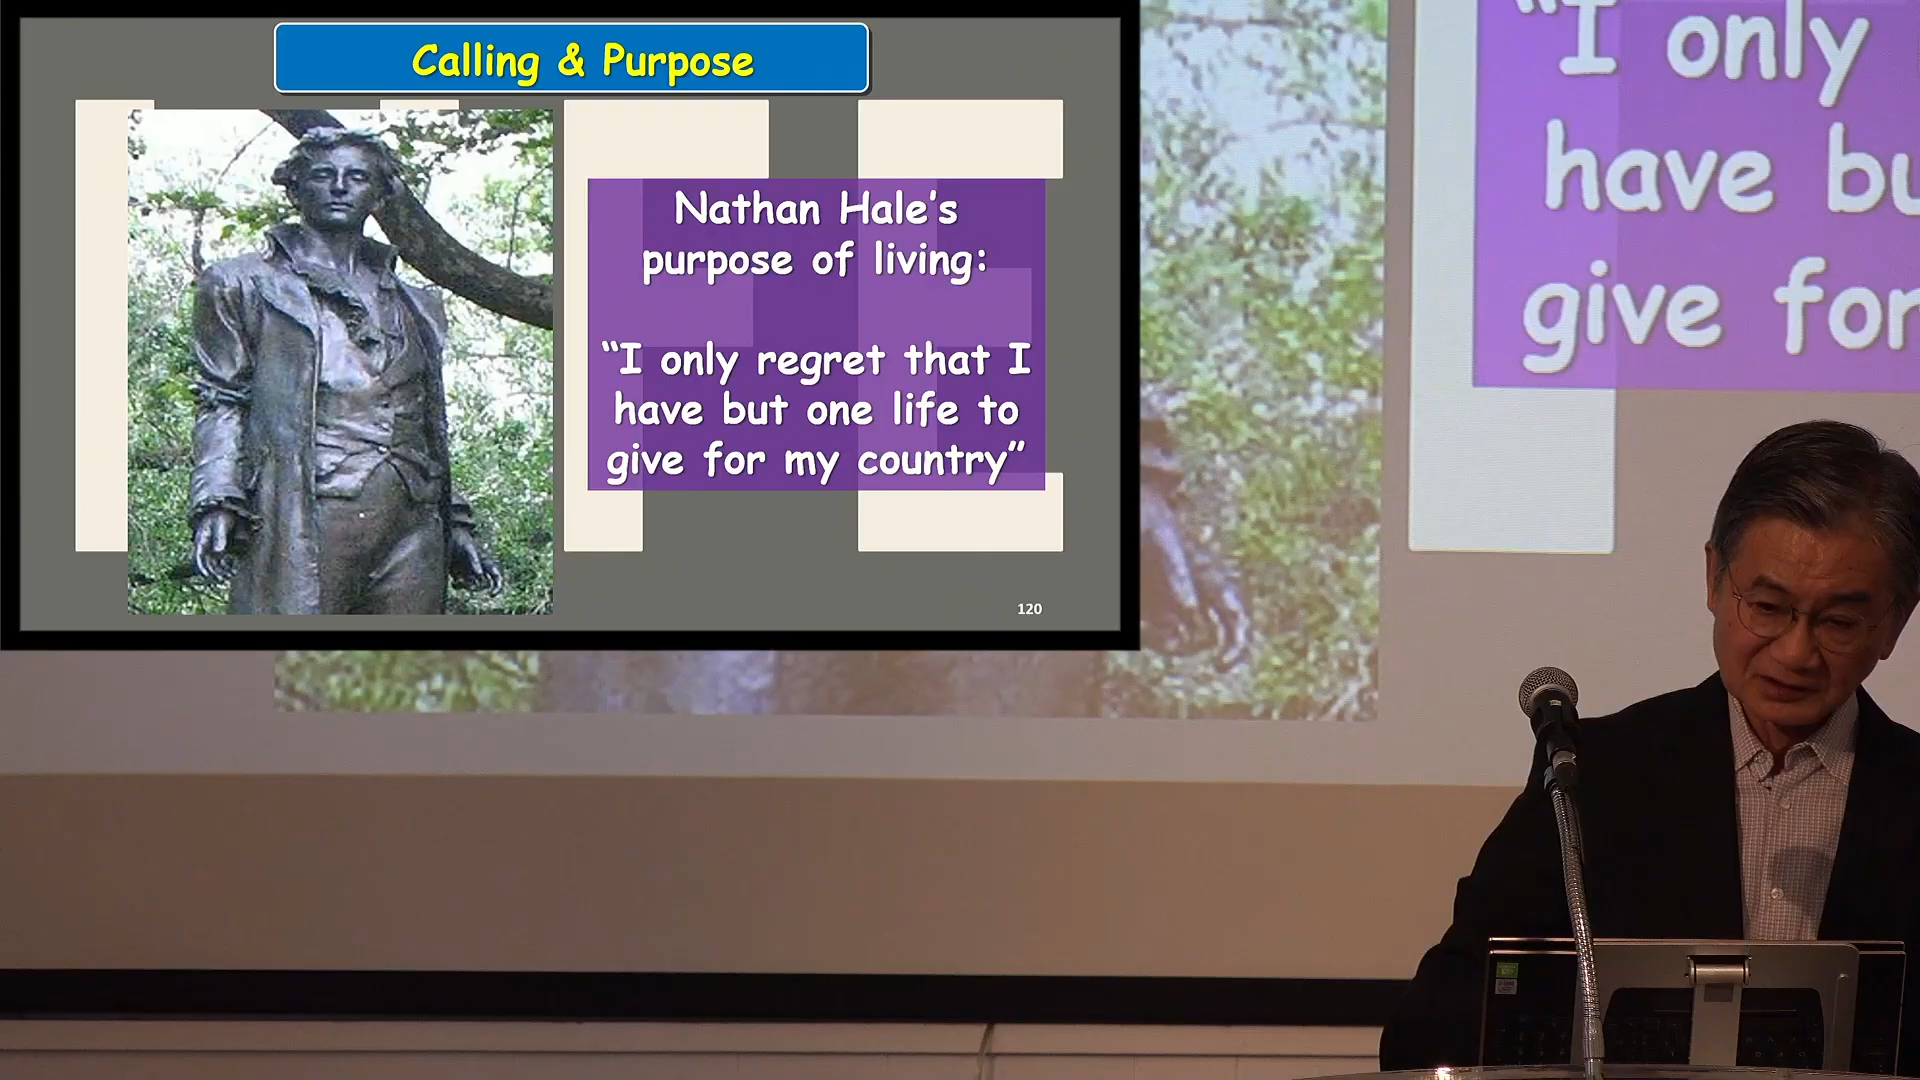 Calling & Purpose
Nathan Hale’s
purpose of living:
“I only regret that I
have but one life to
give for my country”
120
“I only
have bu
give for